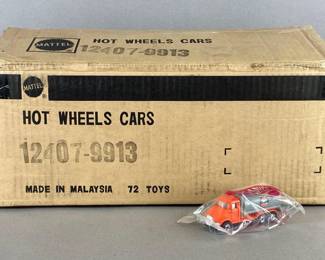 MATTEL
HOT WHEELS CARS
12407-9913
MATTEL
HOT WHEELS CARS
12407-9913
MADE IN MALAYSIA 72 TOYS